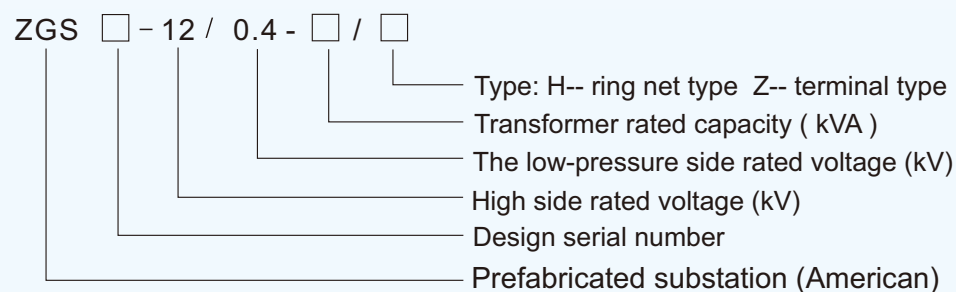 ZGS □ - 12 / 0.4 - □ / □
Type: H-- ring net type Z-- terminal type
Transformer rated capacity ( kVA )
The low-pressure side rated voltage (kV)
High side rated voltage (kV)
Design serial number
Prefabricated substation (American)